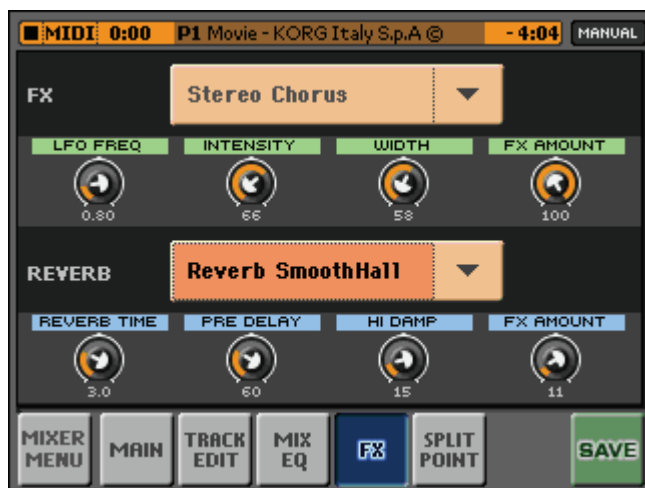 MIDI 0:00 P1 Movie - KORG Italy S.p.A © - 4:04 MANUAL
FX Stereo Chorus
LFO FREQ INTENSITY WIDTH FX AMOUNT
0.80 66 58 100
REVERB Reverb SmoothHall
REVERB TIME PRE DELAY HI DAMP FX AMOUNT
3.0 60 15 11
MIXER MENU
MAIN
TRACK EDIT
MIX EQ
FX
SPLIT POINT
SAVE